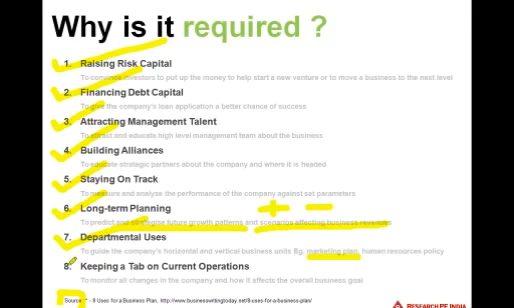 Why is it required ?
1. Raising Risk Capital
To convince investors to put up the money to help start a new venture or to move a business to the next level
2. Financing Debt Capital
To give the company's loan application a better chance of success
3. Attracting Management Talent
To attract and educate high level management team about the business
4. Building Alliances
To educate strategic partners about the company and where it is headed
5. Staying On Track
To measure and analyse the performance of the company against set parameters
6. Long-term Planning
To predict and strategise future growth patterns and scenarios affecting business revenues
7. Departmental Uses
To guide the company's horizontal and vertical business units Eg. marketing plan, human resources policy
8. Keeping a Tab on Current Operations
To monitor all changes in the company and how it affects the overall business goal
Source: - 8 Uses for a Business Plan, http://www.businesswritingtoday.net/8-uses-for-a-business-plan/
RESEARCH PE INDIA